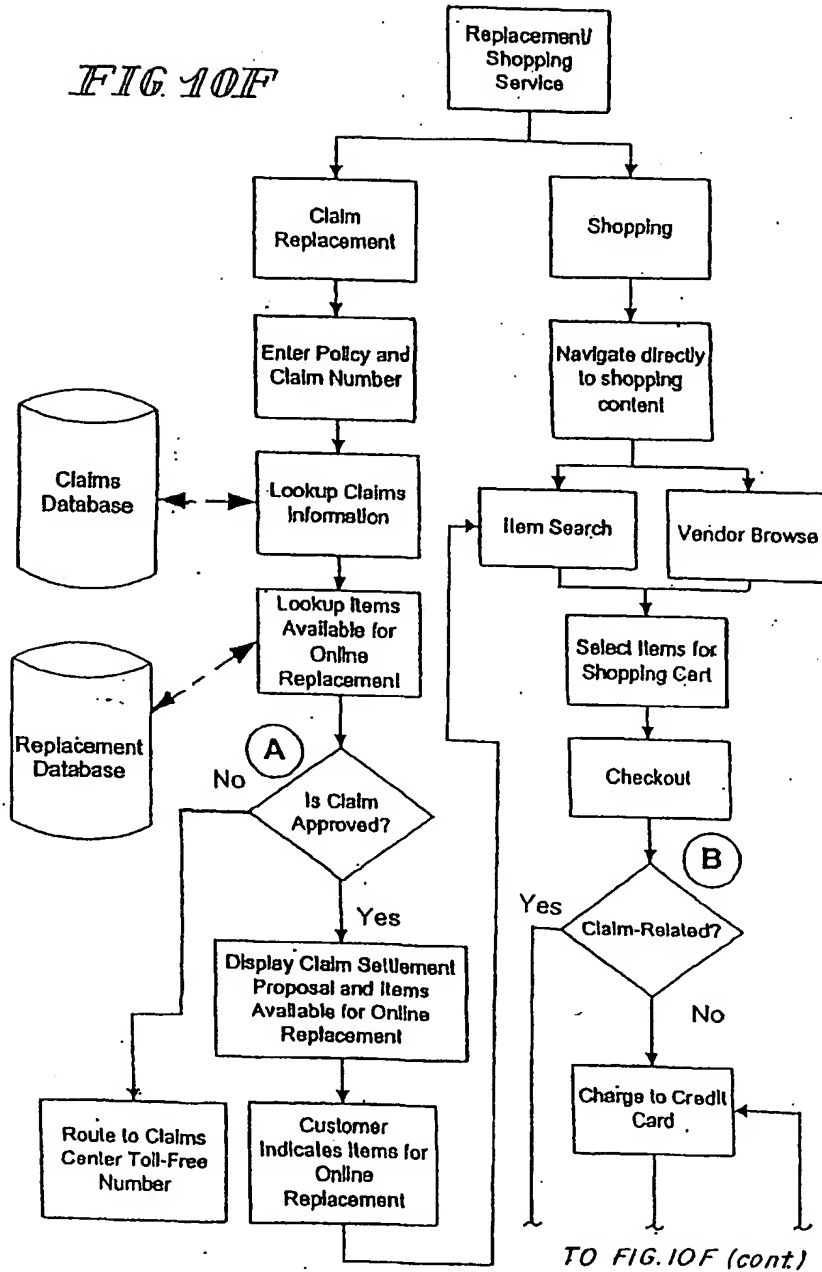 FIG. 10F
Replacement/
Shopping
Service
Claim
Replacement
Shopping
Enter Policy and
Claim Number
Navigate directly
to shopping
content
Claims
Database
Lookup Claims
Information
Item Search
Vendor Browse
Lookup Items
Available for
Online
Replacement
Select Items for
Shopping Cart
Replacement
Database
A
No
Is Claim
Approved?
Checkout
B
Yes
Yes
Claim-Related?
Display Claim Settlement
Proposal and Items
Available for Online
Replacement
No
Route to Claims
Center Toll-Free
Number
Customer
Indicates Items for
Online
Replacement
Charge to Credit
Card
TO FIG. 10F (cont.)